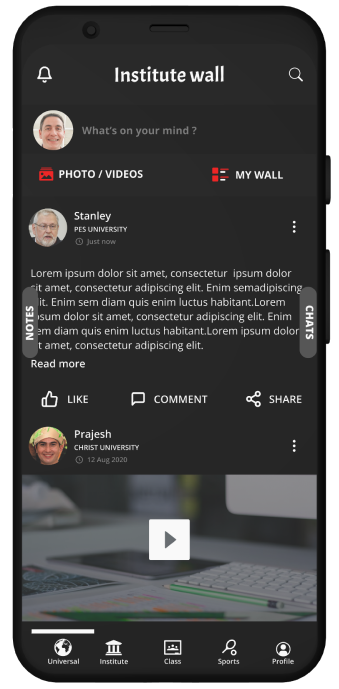 Institute wall
What's on your mind ?
PHOTO / VIDEOS
MY WALL
Stanley
PES UNIVERSITY
Just now
Lorem ipsum dolor sit amet, consectetur ipsum dolor
sit amet, consectetur adipiscing elit. Enim semadipiscing
elit. Enim sem diam quis enim luctus habitant.Lorem
ipsum dolor sit amet, consectetur adipiscing elit. Enim
sem diam quis enim luctus habitant.Lorem ipsum dolor
sit amet, consectetur adipiscing elit.
NOTES
CHATS
Read more
LIKE
COMMENT
SHARE
Prajesh
CHRIST UNIVERSITY
12 Aug 2020
Universal
Institute
Class
Sports
Profile